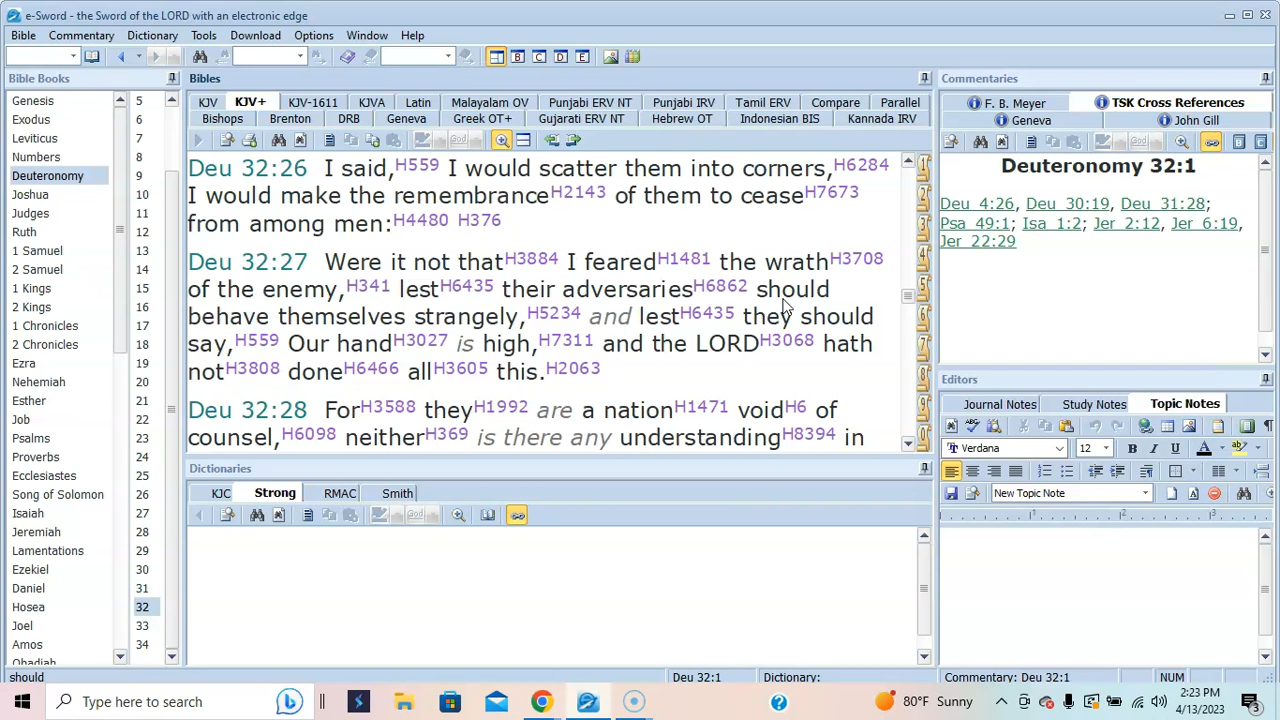 e-Sword - the Sword of the LORD with an electronic edge
Bible Commentary Dictionary Tools Download Options Window Help
B C D E
Bible Books
Genesis 5
Exodus 6
Leviticus 7
Numbers 8
Deuteronomy 9
Joshua 10
Judges 11
Ruth 12
1 Samuel 13
2 Samuel 14
1 Kings 15
2 Kings 16
1 Chronicles 17
2 Chronicles 18
Ezra 19
Nehemiah 20
Esther 21
Job 22
Psalms 23
Proverbs 24
Ecclesiastes 25
Song of Solomon 26
Isaiah 27
Jeremiah 28
Lamentations 29
Ezekiel 30
Daniel 31
Hosea 32
Joel 33
Amos 34
Obadiah
Bibles
KJV KJV+ KJV-1611 KJVA Latin Malayalam OV Punjabi ERV NT Punjabi IRV Tamil ERV Compare Parallel
Bishops Brenton DRB Geneva Greek OT+ Gujarati ERV NT Hebrew OT Indonesian BIS Kannada IRV
Deu 32:26 I said,H559 I would scatter them into corners,H6284
I would make the remembranceH2143 of them to ceaseH7673
from among men:H4480 H376
Deu 32:27 Were it not thatH3884 I fearedH1481 the wrathH3708
of the enemy,H341 lestH6435 their adversariesH6862 should
behave themselves strangely,H5234 and lestH6435 they should
say,H559 Our handH3027 is high,H7311 and the LORDH3068 hath
notH3808 doneH6466 allH3605 this.H2063
Deu 32:28 ForH3588 theyH1992 are a nationH1471 voidH6 of
counsel,H6098 neitherH369 is there any understandingH8394 in
Dictionaries
KJC Strong RMAC Smith
Commentaries
F. B. Meyer TSK Cross References
Geneva John Gill
Deuteronomy 32:1
Deu 4:26, Deu 30:19, Deu 31:28;
Psa 49:1; Isa 1:2; Jer 2:12, Jer 6:19,
Jer 22:29
Editors
Journal Notes Study Notes Topic Notes
Verdana 12 B I U A ab
New Topic Note
1 2 3
should Deu 32:1 Dictionary: Commentary: Deu 32:1 NUM
Type here to search
80°F Sunny
2:23 PM
4/13/2023
3